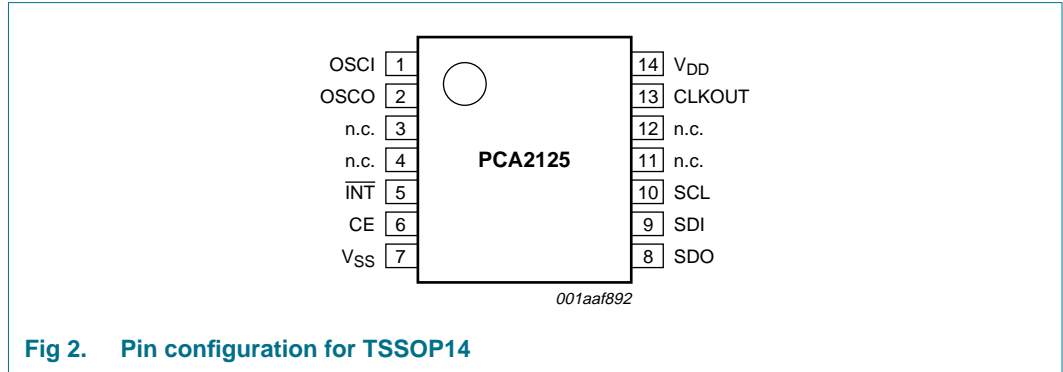 OSCI 1
OSCO 2
n.c. 3
n.c. 4
INT 5
CE 6
VSS 7
PCA2125
14 VDD
13 CLKOUT
12 n.c.
11 n.c.
10 SCL
9 SDI
8 SDO
001aaf892
Fig 2. Pin configuration for TSSOP14